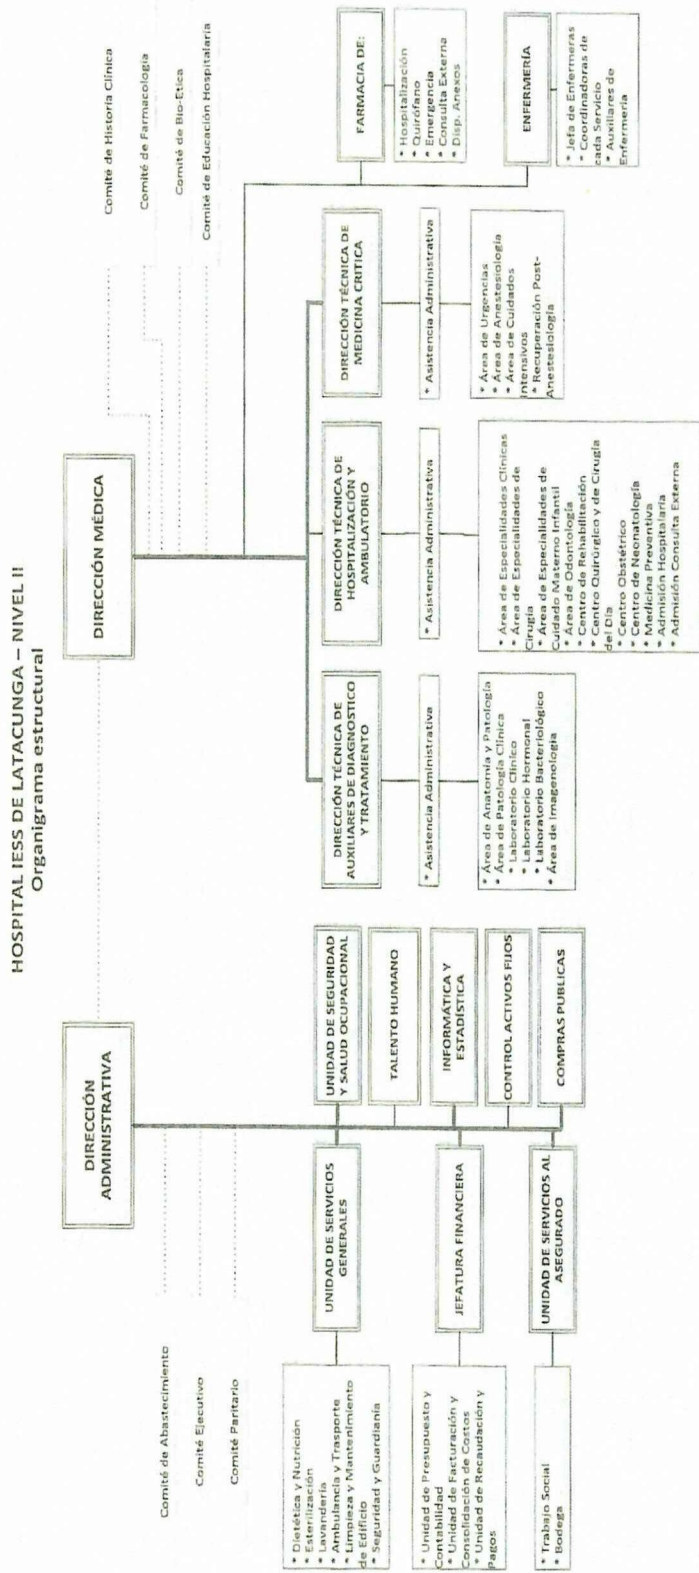 HOSPITAL IESS DE LATACUNGA – NIVEL II
Organigrama estructural
DIRECCIÓN
ADMINISTRATIVA
Comité de Abastecimiento
Comité Ejecutivo
Comité Paritario
UNIDAD DE SERVICIOS
GENERALES
* Dietética y Nutrición
* Esterilización
* Lavandería
* Ambulancia y Trasporte
* Limpieza y Mantenimiento
de Edificio
* Seguridad y Guardianía
JEFATURA FINANCIERA
* Unidad de Presupuesto y
Contabilidad
* Unidad de Facturación y
Consolidación de Costos
* Unidad de Recaudación y
Pagos
UNIDAD DE SERVICIOS AL
ASEGURADO
* Trabajo Social
* Bodega
UNIDAD DE SEGURIDAD
Y SALUD OCUPACIONAL
TALENTO HUMANO
INFORMÁTICA Y
ESTADÍSTICA
CONTROL ACTIVOS FIJOS
COMPRAS PUBLICAS
DIRECCIÓN MÉDICA
Comité de Historia Clínica
Comité de Farmacología
Comité de Bio-Etica
Comité de Educación Hospitalaria
DIRECCIÓN TÉCNICA DE
AUXILIARES DE DIAGNOSTICO
Y TRATAMIENTO
* Asistencia Administrativa
* Área de Anatomía y Patología
* Área de Patología Clínica
* Laboratorio Clínico
* Laboratorio Hormonal
* Laboratorio Bacteriológico
* Área de Imagenología
DIRECCIÓN TÉCNICA DE
HOSPITALIZACIÓN Y
AMBULATORIO
* Asistencia Administrativa
* Área de Especialidades Clínicas
* Área de Especialidades de
Cirugía
* Área de Especialidades de
Cuidado Materno Infantil
* Área de Odontología
* Centro de Rehabilitación
* Centro Quirúrgico y de Cirugía
del Día
* Centro Obstétrico
* Centro de Neonatología
* Medicina Preventiva
* Admisión Hospitalaria
* Admisión Consulta Externa
DIRECCIÓN TÉCNICA DE
MEDICINA CRITICA
* Asistencia Administrativa
* Área de Urgencias
* Área de Anestesiología
* Área de Cuidados
Intensivos
* Recuperación Post-
Anestesiología
FARMACIA DE:
* Hospitalización
* Quirófano
* Emergencia
* Consulta Externa
* Disp. Anexos
ENFERMERÍA
* Jefa de Enfermeras
* Coordinadoras de
cada Servicio
* Auxiliares de
Enfermería